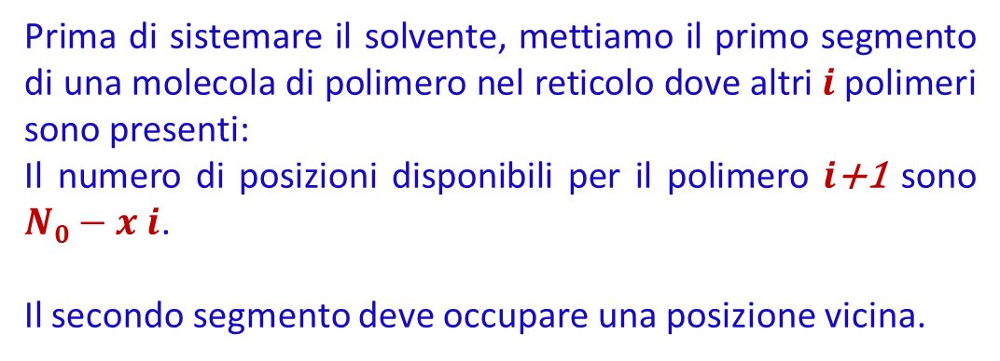 Prima di sistemare il solvente, mettiamo il primo segmento
di una molecola di polimero nel reticolo dove altri i polimeri
sono presenti:
Il numero di posizioni disponibili per il polimero i+1 sono
N₀ − x i.
Il secondo segmento deve occupare una posizione vicina.